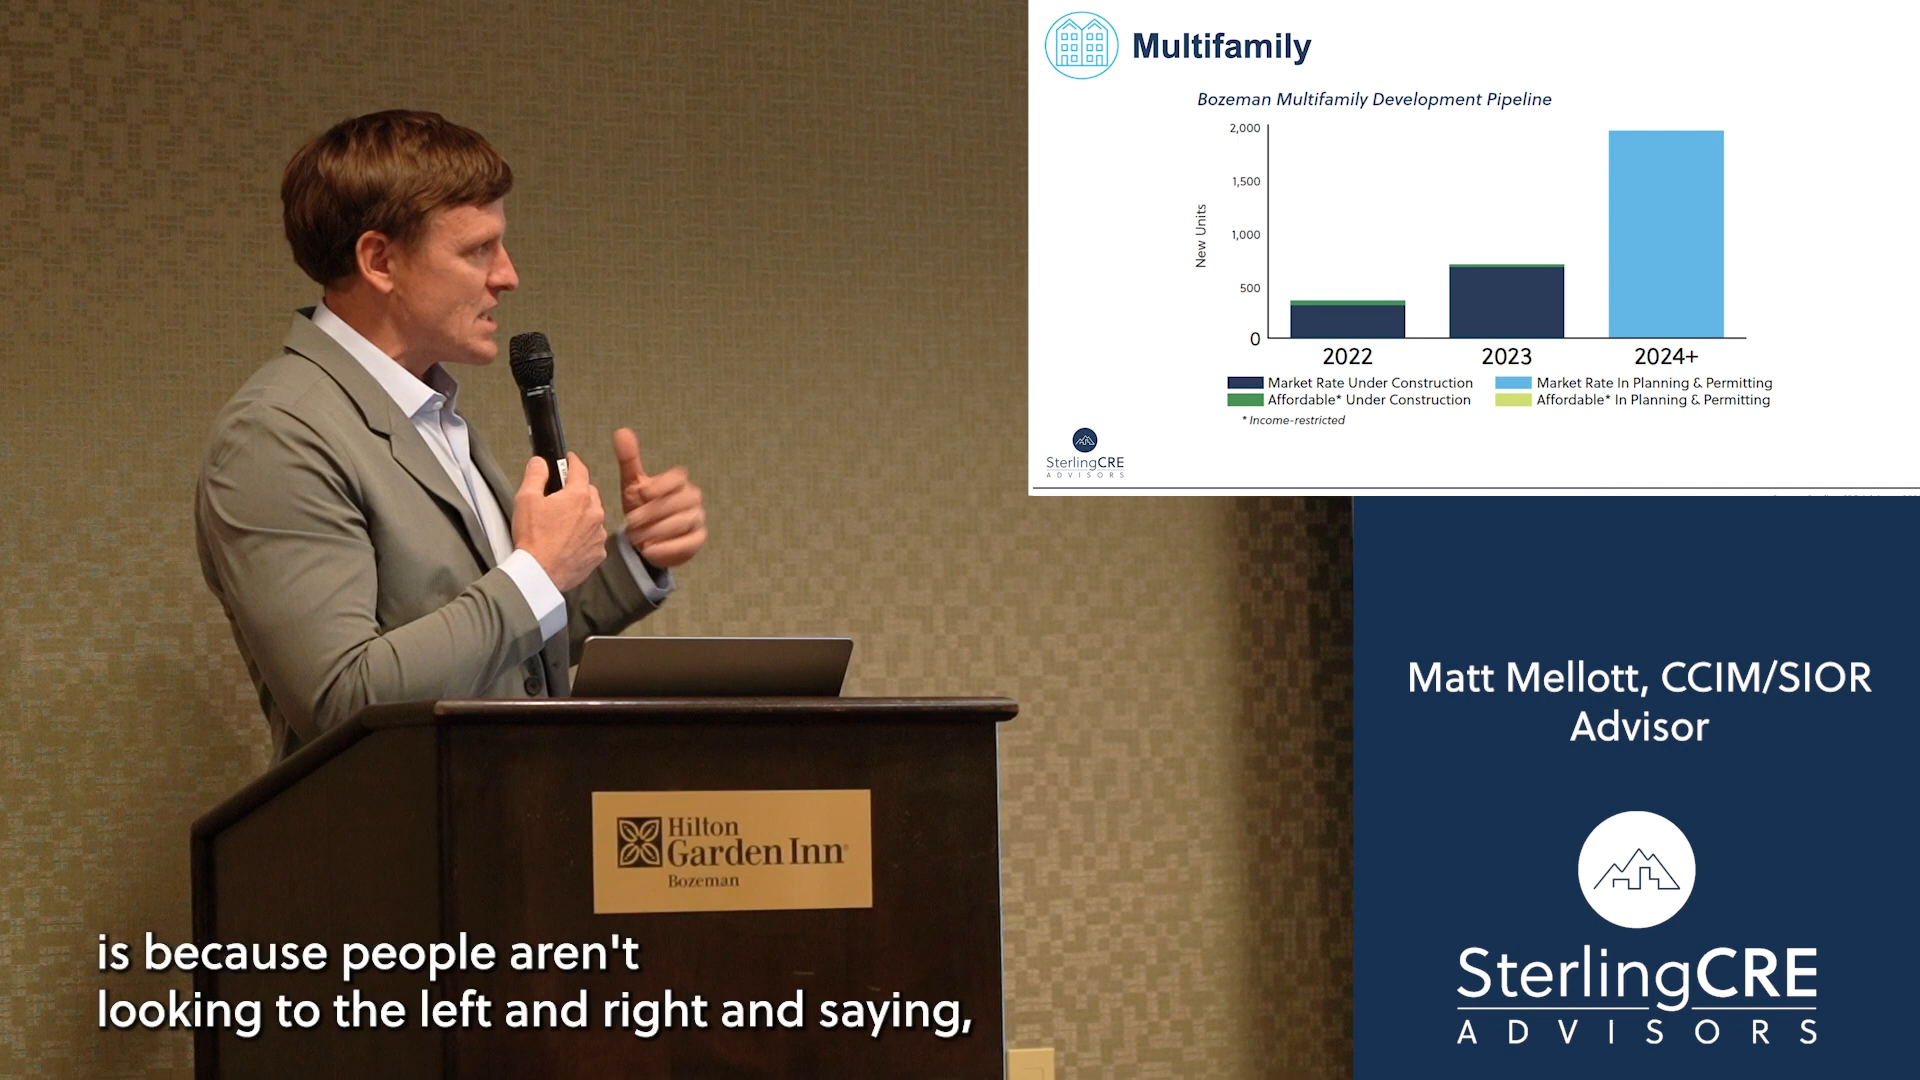 Multifamily
Bozeman Multifamily Development Pipeline
2,000
1,500
1,000
500
0
New Units
2022
2023
2024+
Market Rate Under Construction
Market Rate In Planning & Permitting
Affordable* Under Construction
Affordable* In Planning & Permitting
* Income-restricted
SterlingCRE
ADVISORS
Matt Mellott, CCIM/SIOR
Advisor
SterlingCRE
ADVISORS
Hilton
Garden Inn
Bozeman
is because people aren't
looking to the left and right and saying,